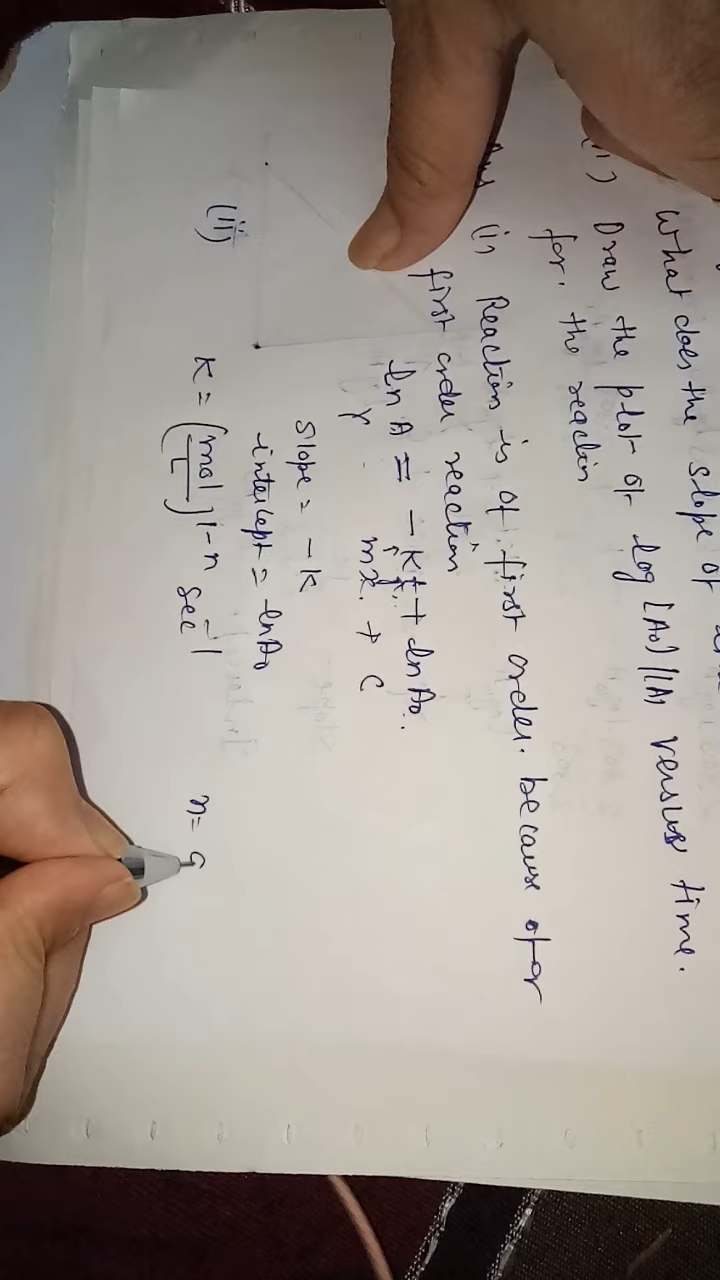 What does the slope of
Draw the plot of log [A0]/[A] versus time.
for. the reaction
(i) Reaction is of first order. because for
first order reaction
ln A = - Kt + ln A0.
Y mx + C
Slope = - K
intercept = ln A0
(ii) K = (mol/L)^1-n sec^-1 n =